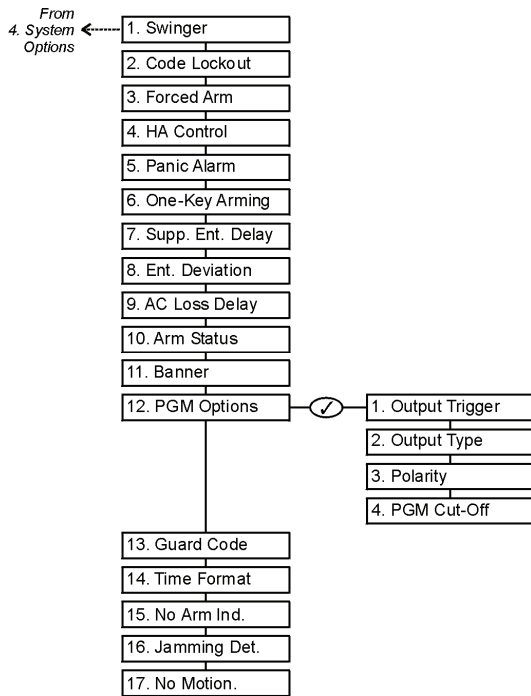 From
4. System
Options
1. Swinger
2. Code Lockout
3. Forced Arm
4. HA Control
5. Panic Alarm
6. One-Key Arming
7. Supp. Ent. Delay
8. Ent. Deviation
9. AC Loss Delay
10. Arm Status
11. Banner
12. PGM Options
1. Output Trigger
2. Output Type
3. Polarity
4. PGM Cut-Off
13. Guard Code
14. Time Format
15. No Arm Ind.
16. Jamming Det.
17. No Motion.